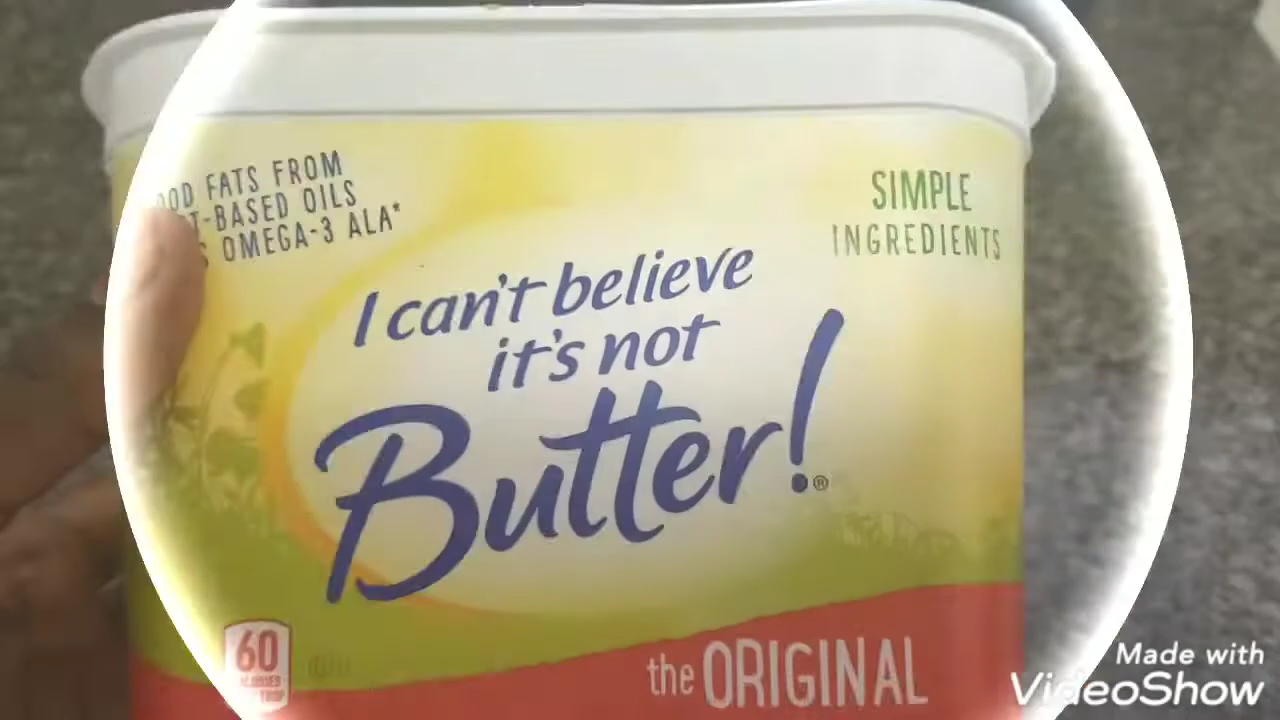 FATS FROM
BASED OILS
OMEGA-3 ALA*
SIMPLE
INGREDIENTS
I can't believe
it's not
Butter!®
60
the ORIGINAL
Made with
VideoShow